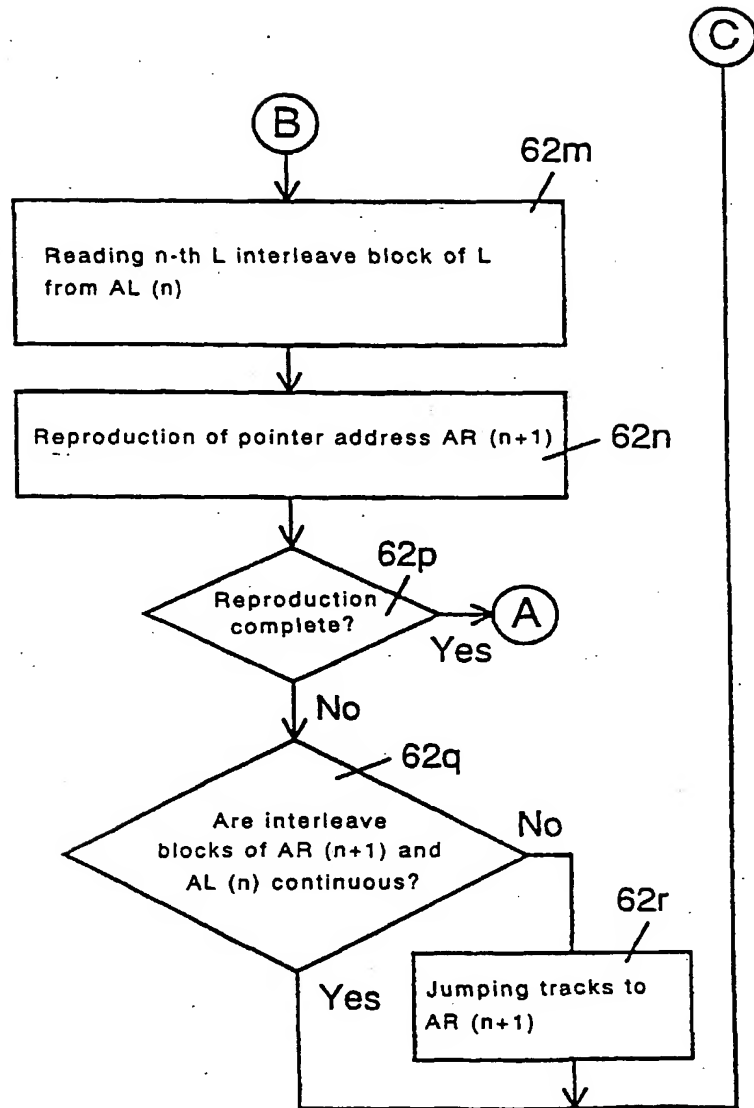 C
B
62m
Reading n-th L interleave block of L
from AL (n)
Reproduction of pointer address AR (n+1)
62n
62p
Reproduction
complete?
A
Yes
No
62q
Are interleave
blocks of AR (n+1) and
AL (n) continuous?
No
62r
Yes
Jumping tracks to
AR (n+1)